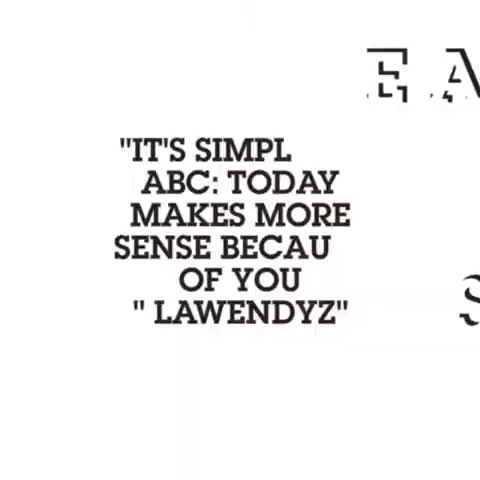 "IT'S SIMPL
ABC: TODAY
MAKES MORE
SENSE BECAU
OF YOU
" LAWENDYZ"
E A
S